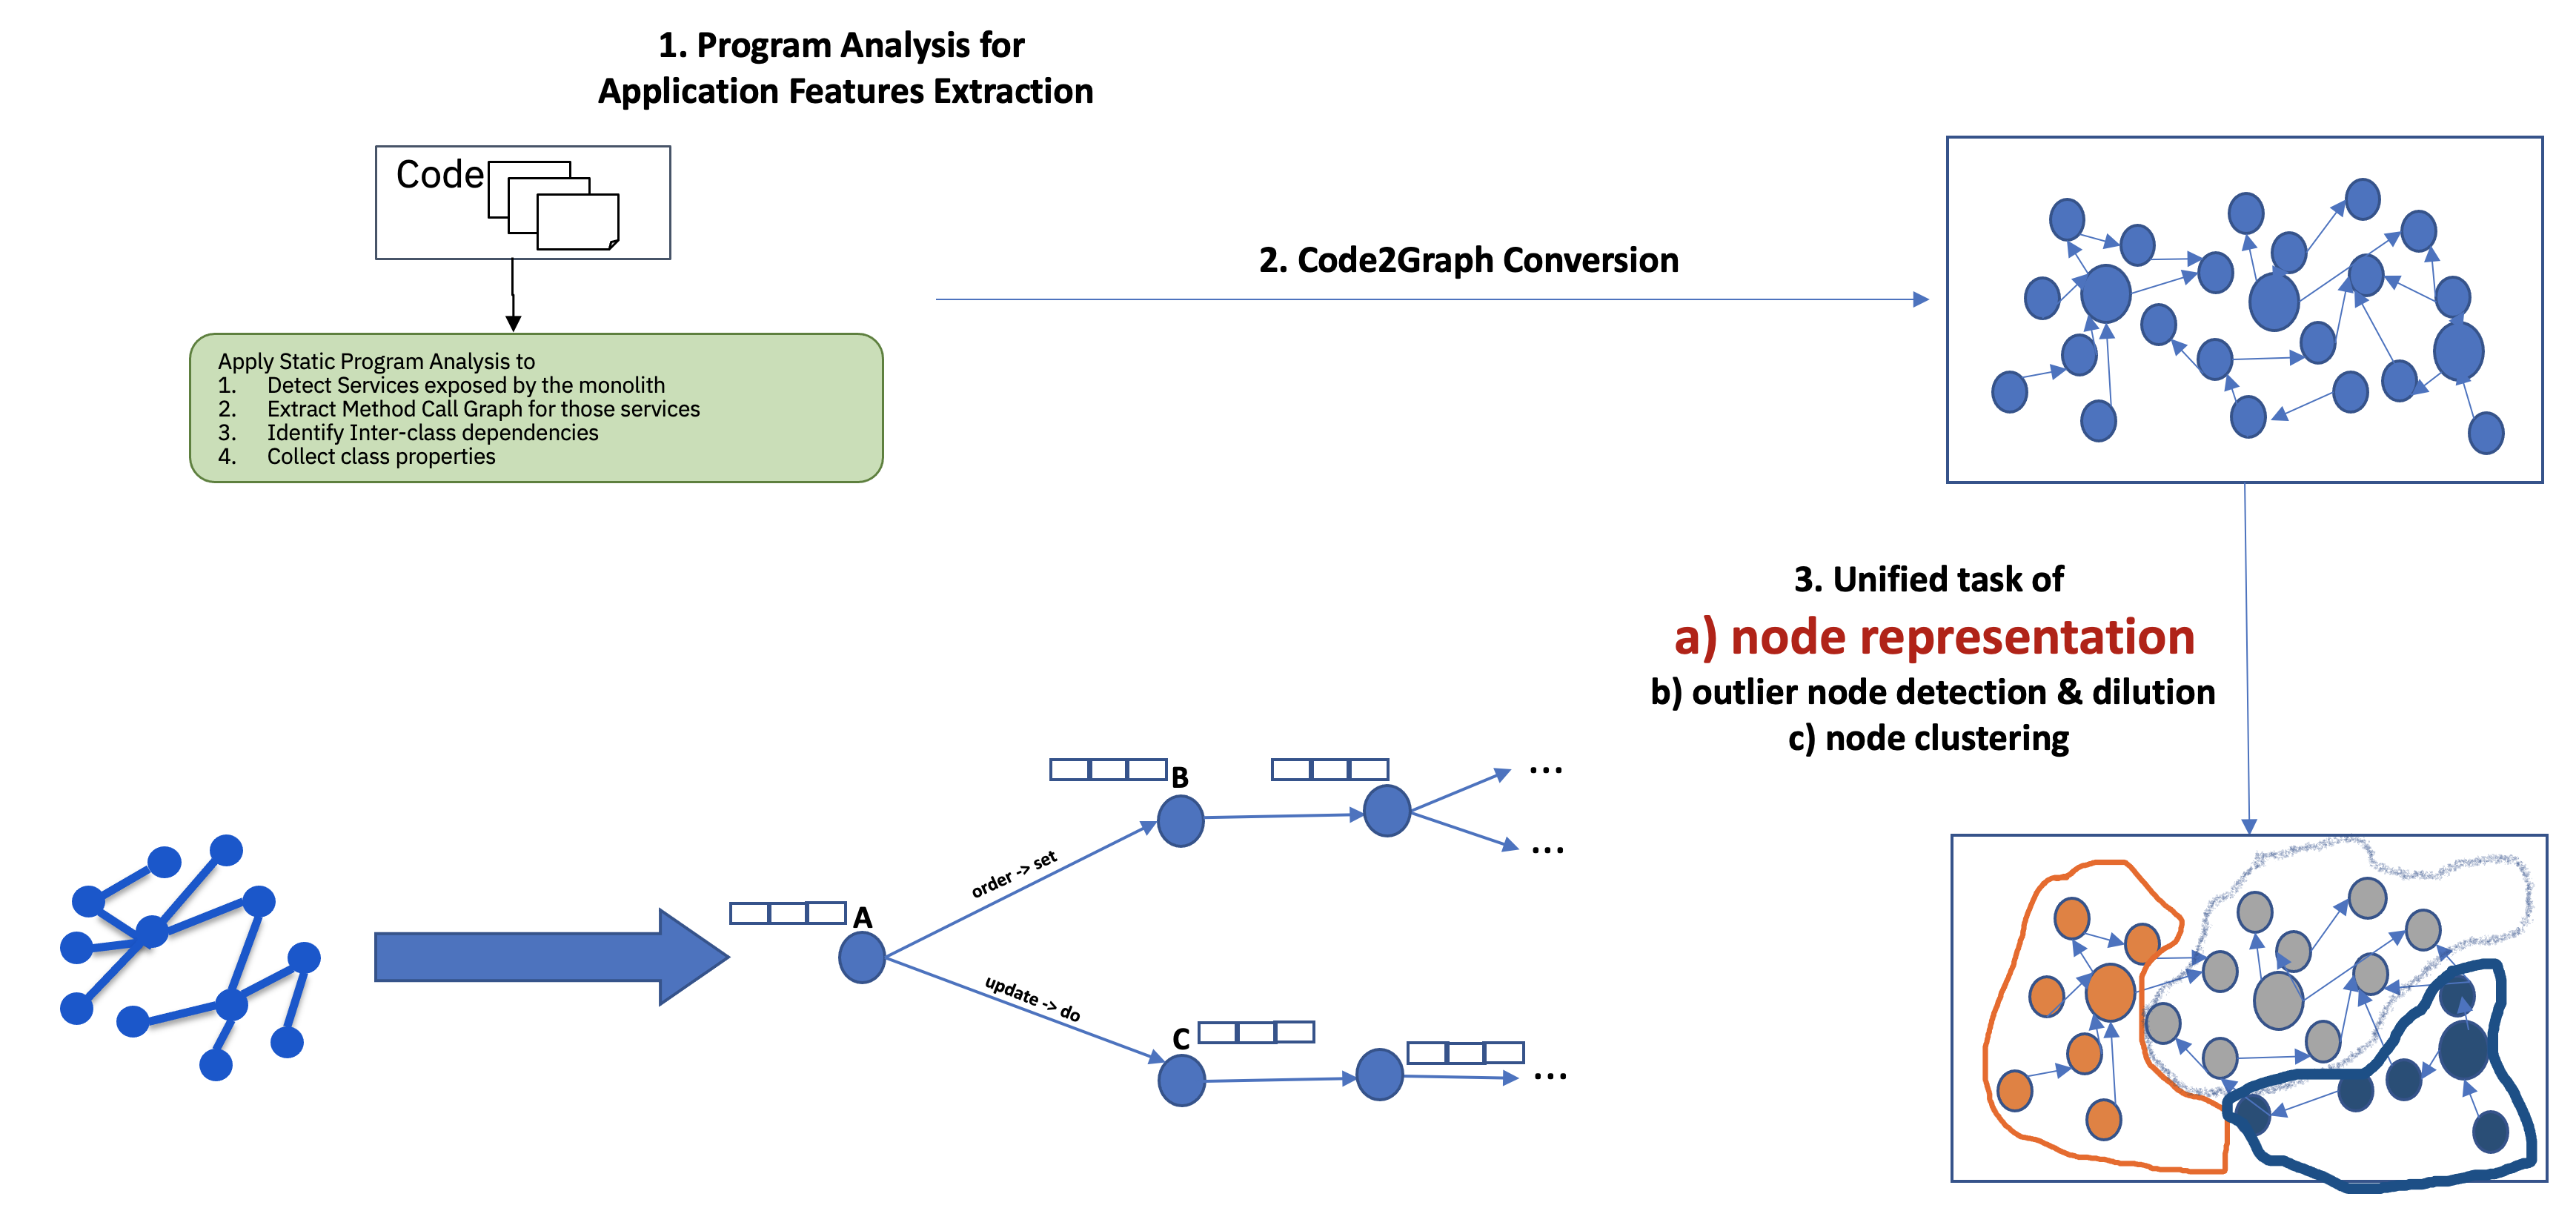 1. Program Analysis for
Application Features Extraction
Code
Apply Static Program Analysis to
1. Detect Services exposed by the monolith
2. Extract Method Call Graph for those services
3. Identify Inter-class dependencies
4. Collect class properties
2. Code2Graph Conversion
3. Unified task of
a) node representation
b) outlier node detection & dilution
c) node clustering
B
...
...
order -> set
A
update -> do
C
...